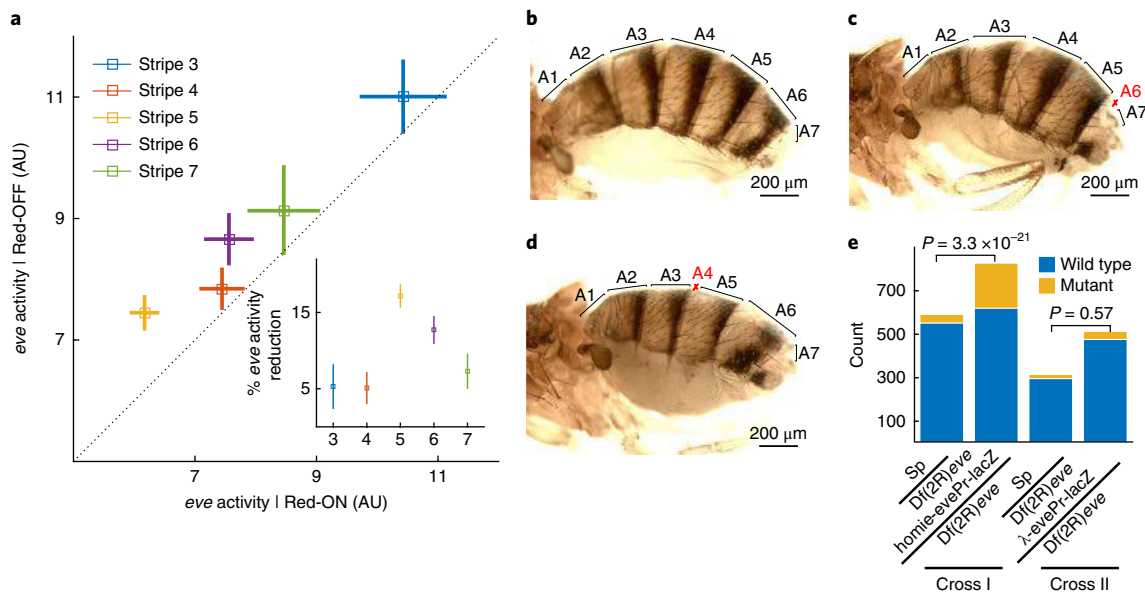 a
eve activity | Red-OFF (AU)
11
9
7
Stripe 3
Stripe 4
Stripe 5
Stripe 6
Stripe 7
% eve activity
reduction
15
5
3 4 5 6 7
7 9 11
eve activity | Red-ON (AU)
b
A1 A2 A3 A4 A5 A6 A7
200 μm
c
A1 A2 A3 A4 A5 A6 A7
200 μm
d
A1 A2 A3 A4 A5 A6 A7
200 μm
e
P = 3.3 ×10⁻²¹
Wild type
Mutant
P = 0.57
Count
700
500
300
100
Sp
Df(2R)eve
homie-evePr-lacZ
Df(2R)eve
Sp
Df(2R)eve
λ-evePr-lacZ
Df(2R)eve
Cross I
Cross II